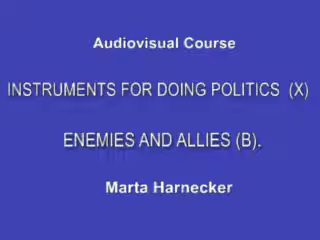 Audiovisual Course
INSTRUMENTS FOR DOING POLITICS (X)
ENEMIES AND ALLIES (B).
Marta Harnecker